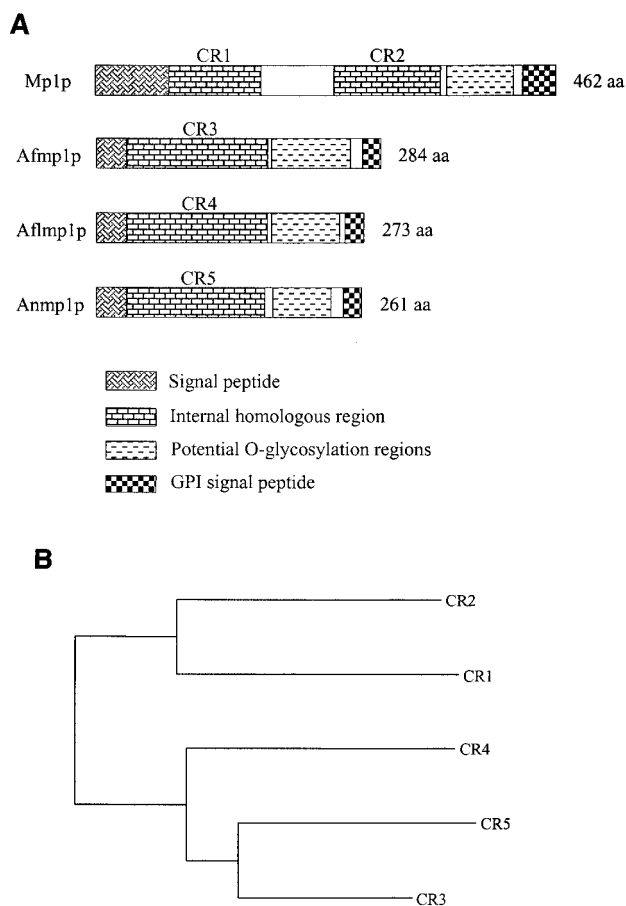 A
CR1 CR2
Mp1p 462 aa
CR3
Afmp1p 284 aa
CR4
Aflmp1p 273 aa
CR5
Anmp1p 261 aa
Signal peptide
Internal homologous region
Potential O-glycosylation regions
GPI signal peptide
B
CR2
CR1
CR4
CR5
CR3